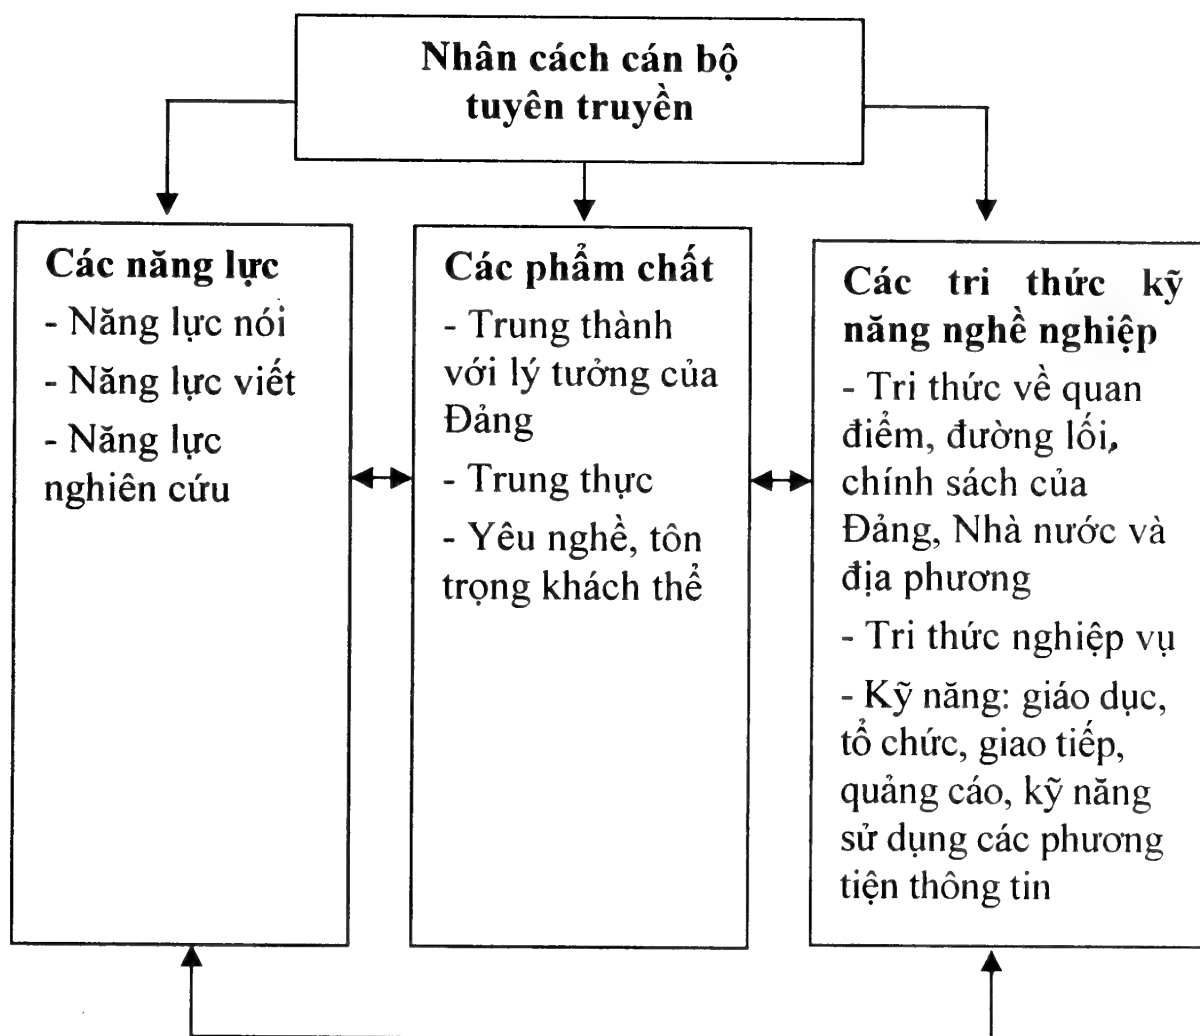 Nhân cách cán bộ
tuyên truyền
Các năng lực
- Năng lực nói
- Năng lực viết
- Năng lực
nghiên cứu
Các phẩm chất
- Trung thành
với lý tưởng của
Đảng
- Trung thực
- Yêu nghề, tôn
trọng khách thể
Các tri thức kỹ
năng nghề nghiệp
- Tri thức về quan
điểm, đường lối,
chính sách của
Đảng, Nhà nước và
địa phương
- Tri thức nghiệp vụ
- Kỹ năng: giáo dục,
tổ chức, giao tiếp,
quảng cáo, kỹ năng
sử dụng các phương
tiện thông tin